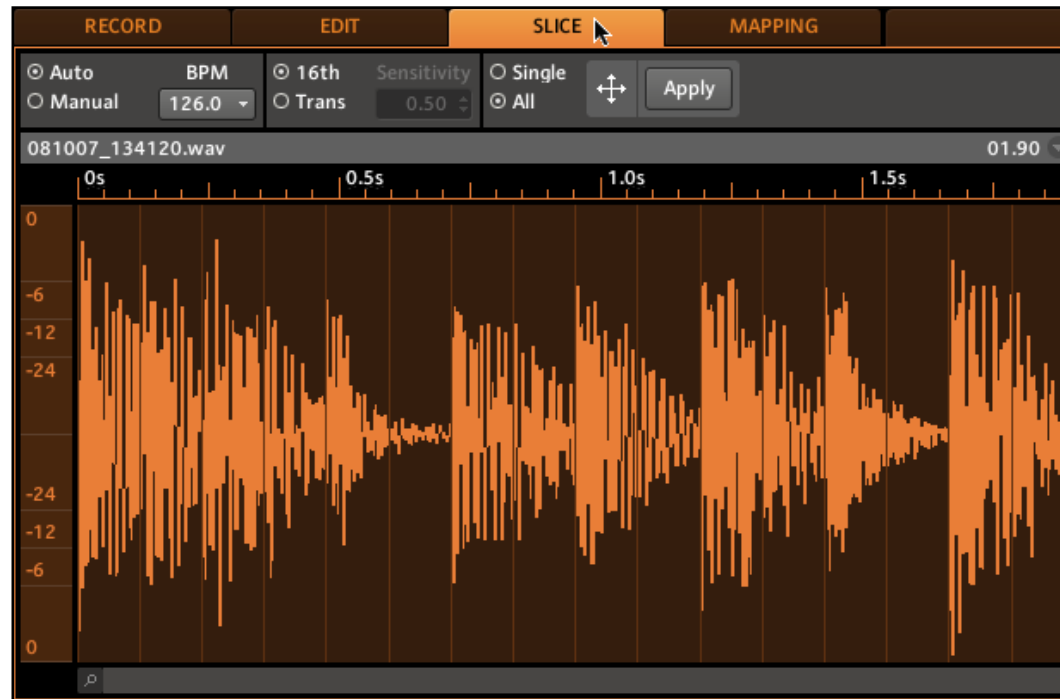 RECORD EDIT SLICE MAPPING
Auto BPM 16th Sensitivity Single
Manual 126.0 Trans 0.50 All Apply
081007_134120.wav 01.90
0s 0.5s 1.0s 1.5s
0
-6
-12
-24
-24
-12
-6
0